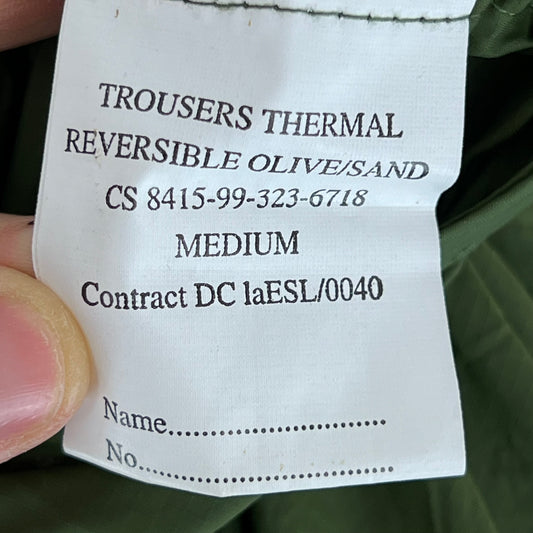 TROUSERS THERMAL
REVERSIBLE OLIVE/SAND
CS 8415-99-323-6718
MEDIUM
Contract DC laESL/0040
Name..............................
No....................................